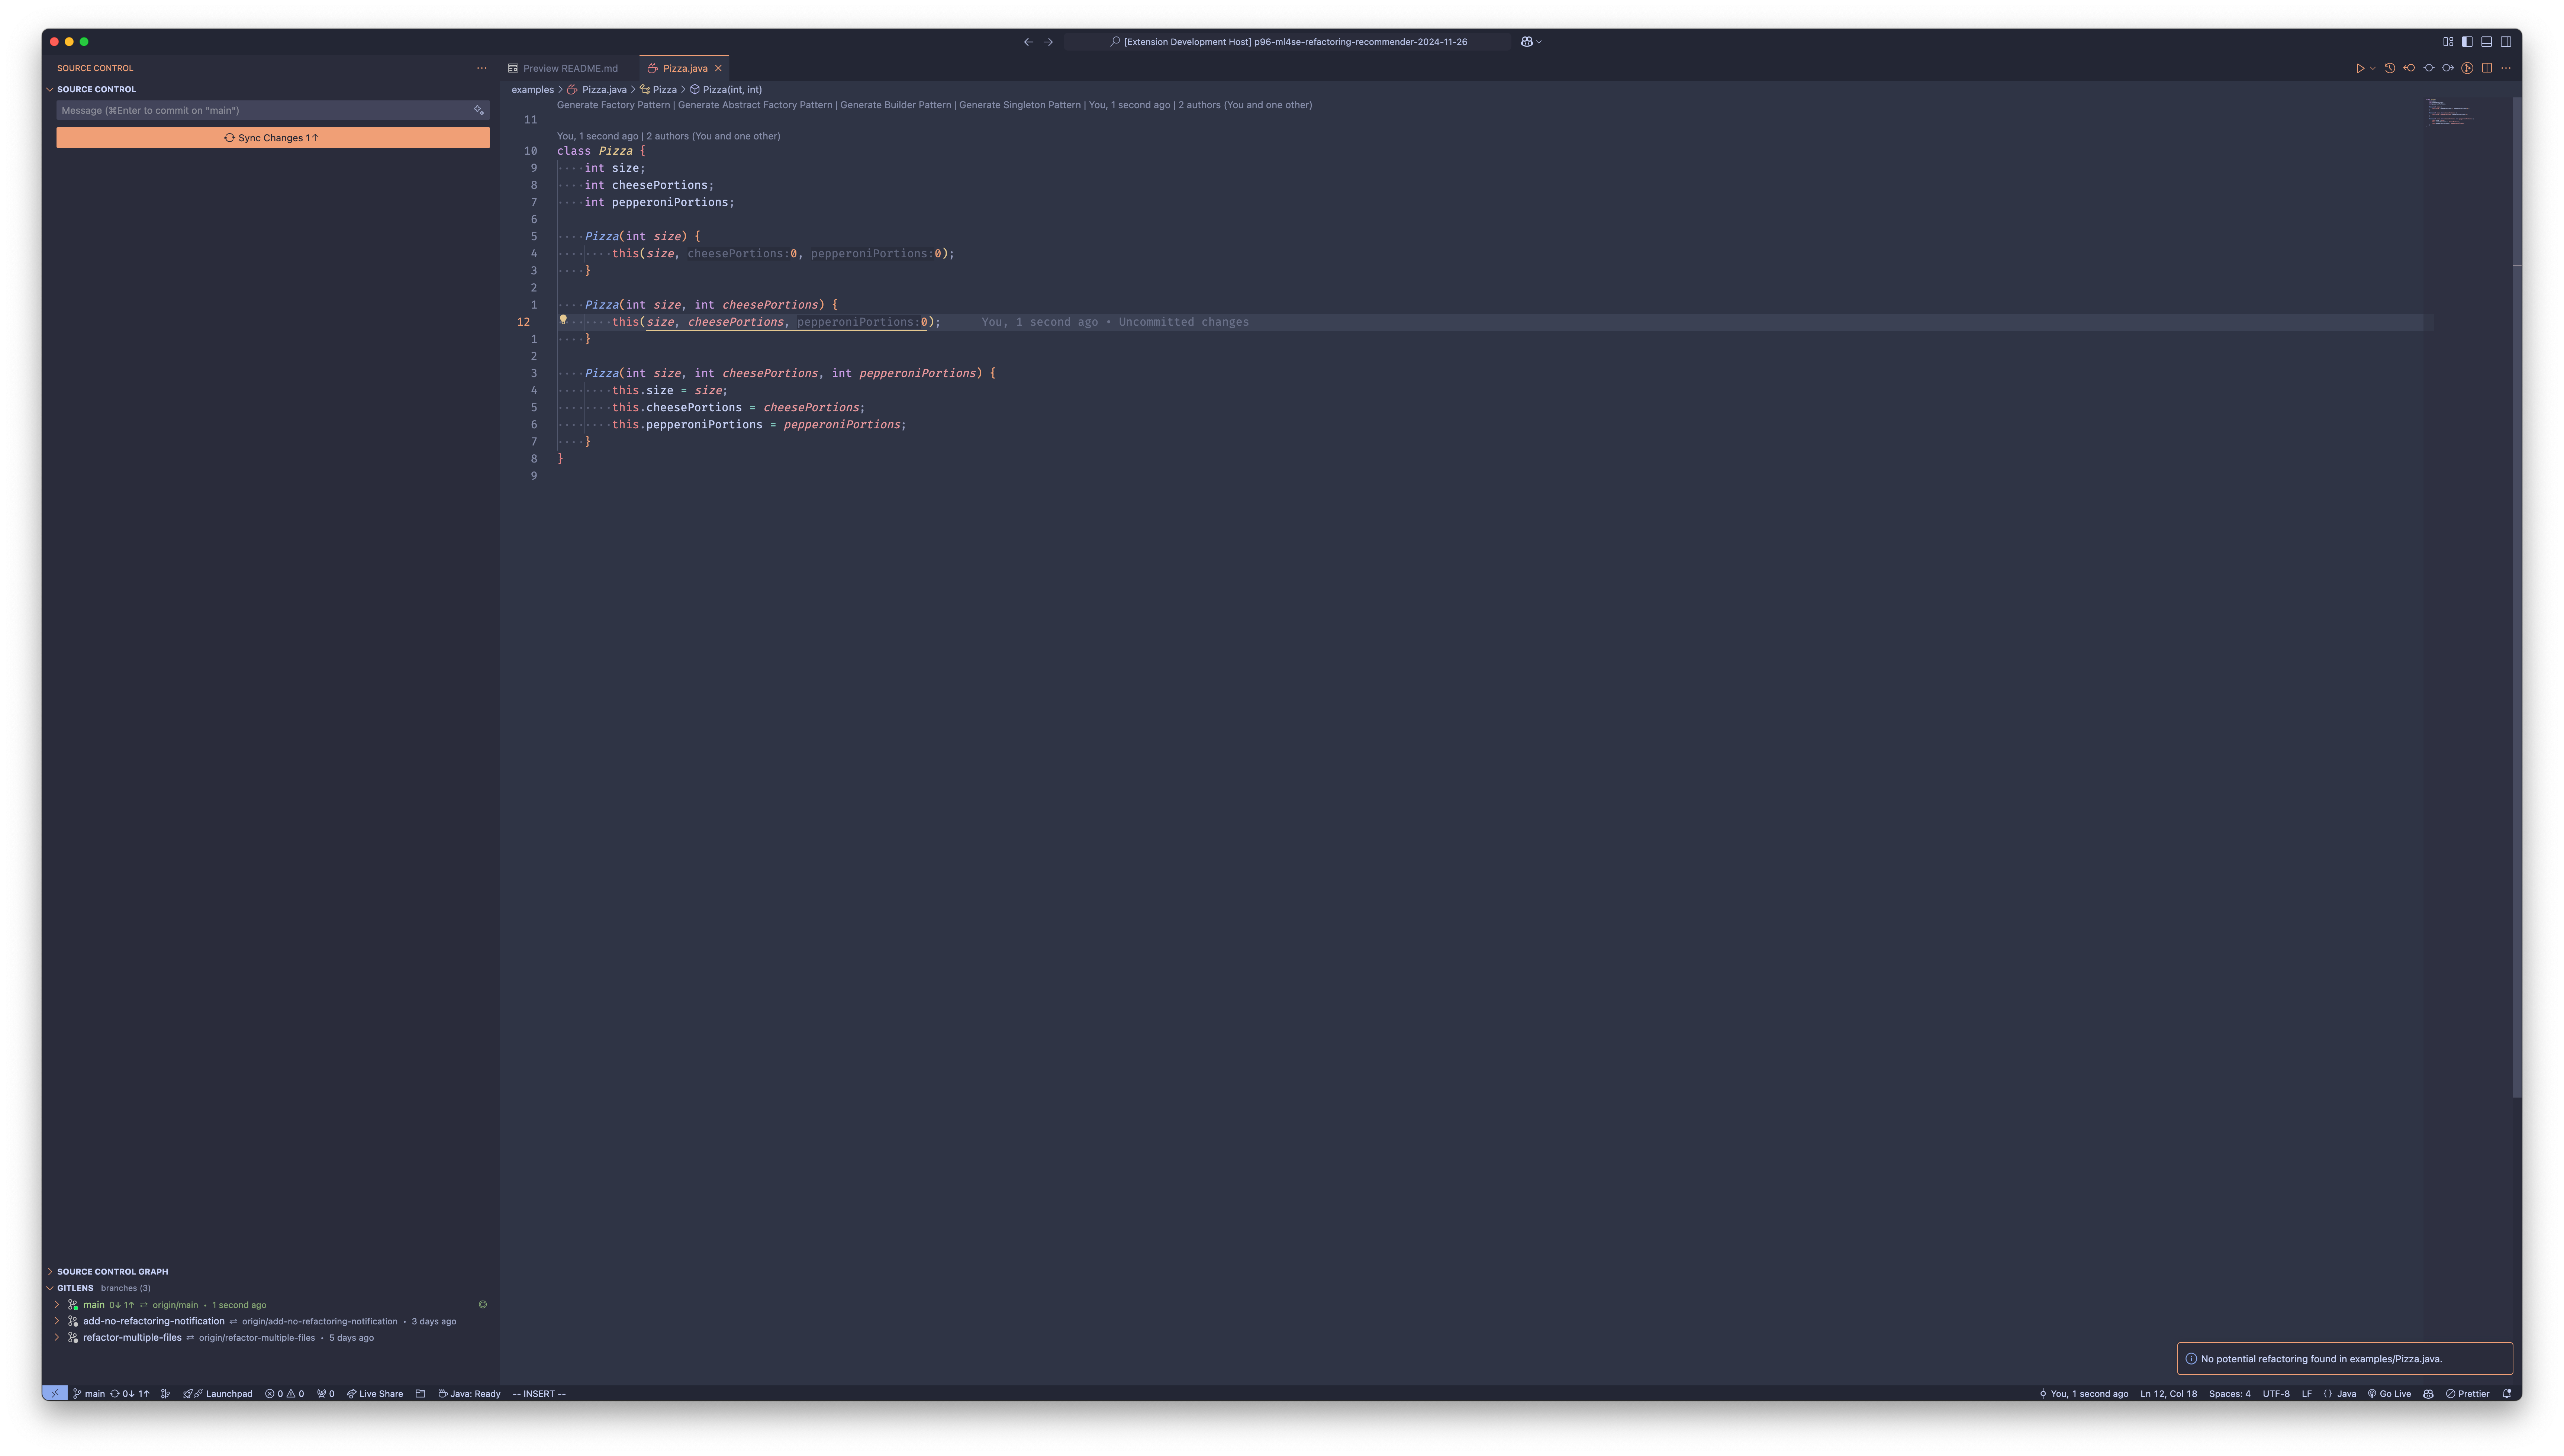 [Extension Development Host] p96-ml4se-refactoring-recommender-2024-11-26
SOURCE CONTROL
SOURCE CONTROL
Message (⌘Enter to commit on "main")
Sync Changes 1↑
Preview README.md
Pizza.java
examples > Pizza.java > Pizza > Pizza(int, int)
Generate Factory Pattern | Generate Abstract Factory Pattern | Generate Builder Pattern | Generate Singleton Pattern | You, 1 second ago | 2 authors (You and one other)
11
You, 1 second ago | 2 authors (You and one other)
10 class Pizza {
9 ····int size;
8 ····int cheesePortions;
7 ····int pepperoniPortions;
6
5 ····Pizza(int size) {
4 ········this(size, cheesePortions:0, pepperoniPortions:0);
3 ····}
2
1 ····Pizza(int size, int cheesePortions) {
12 ········this(size, cheesePortions, pepperoniPortions:0); You, 1 second ago • Uncommitted changes
1 ····}
2
3 ····Pizza(int size, int cheesePortions, int pepperoniPortions) {
4 ········this.size = size;
5 ········this.cheesePortions = cheesePortions;
6 ········this.pepperoniPortions = pepperoniPortions;
7 ····}
8 }
9
SOURCE CONTROL GRAPH
GITLENS branches (3)
main 0↓ 1↑ ⇌ origin/main • 1 second ago
add-no-refactoring-notification ⇌ origin/add-no-refactoring-notification • 3 days ago
refactor-multiple-files ⇌ origin/refactor-multiple-files • 5 days ago
No potential refactoring found in examples/Pizza.java.
main 0↓ 1↑ Launchpad 0 0 0 Live Share Java: Ready -- INSERT --
You, 1 second ago Ln 12, Col 18 Spaces: 4 UTF-8 LF {} Java Go Live Prettier